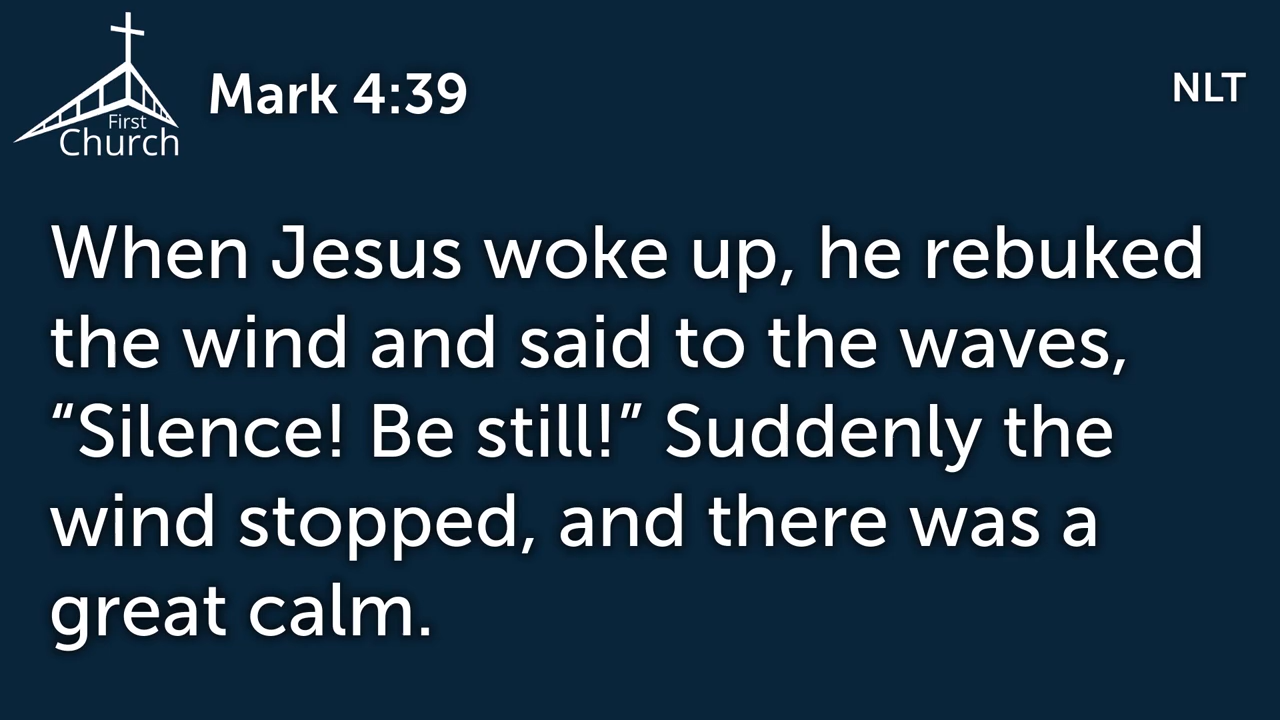 First
Church
Mark 4:39
NLT
When Jesus woke up, he rebuked
the wind and said to the waves,
“Silence! Be still!” Suddenly the
wind stopped, and there was a
great calm.